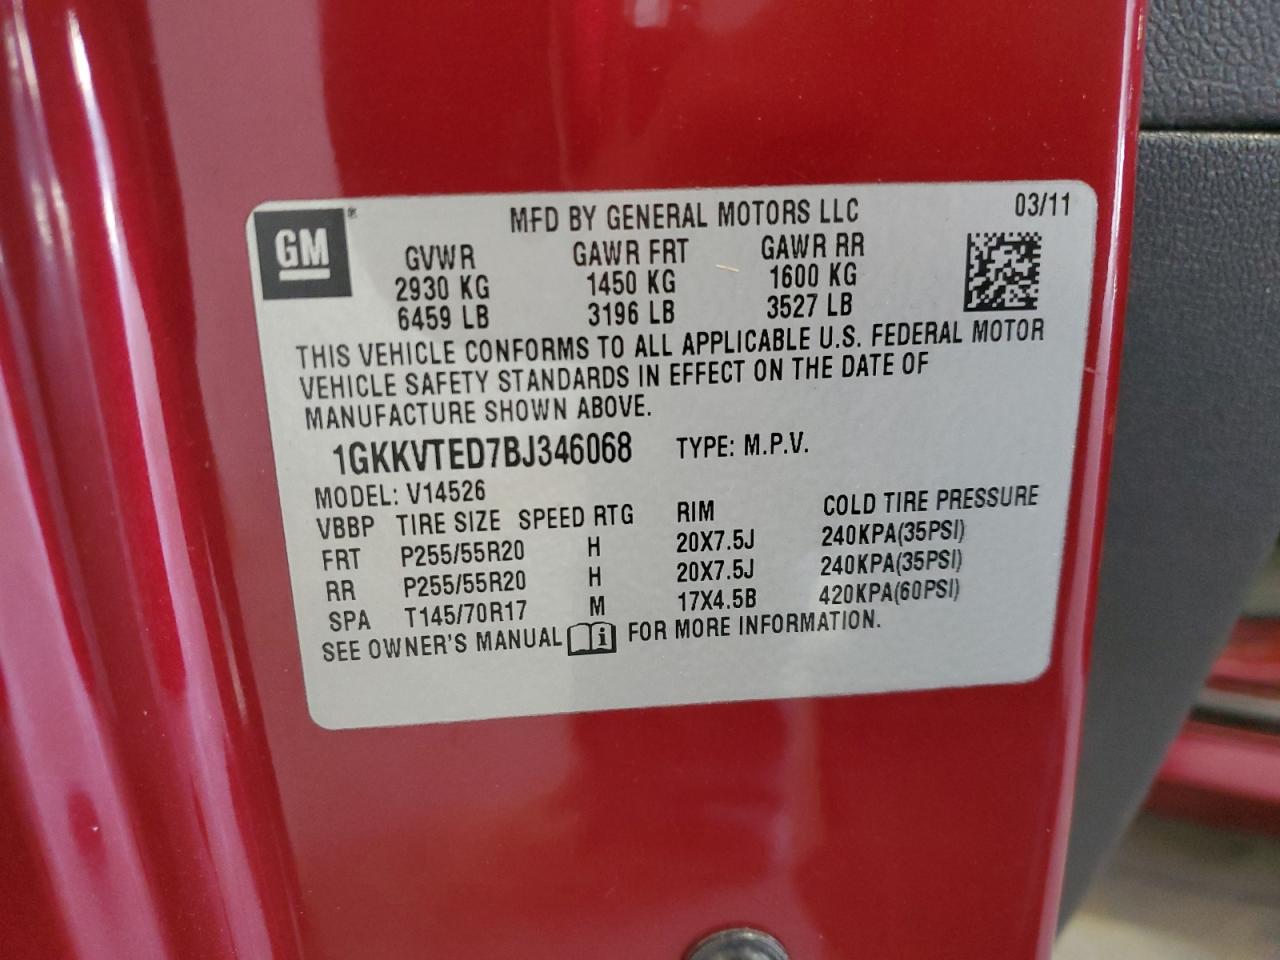 GM ®
MFD BY GENERAL MOTORS LLC 03/11
GVWR GAWR FRT GAWR RR
2930 KG 1450 KG 1600 KG
6459 LB 3196 LB 3527 LB
THIS VEHICLE CONFORMS TO ALL APPLICABLE U.S. FEDERAL MOTOR
VEHICLE SAFETY STANDARDS IN EFFECT ON THE DATE OF
MANUFACTURE SHOWN ABOVE.
1GKKVTED7BJ346068 TYPE: M.P.V.
MODEL: V14526
VBBP TIRE SIZE SPEED RTG RIM COLD TIRE PRESSURE
FRT P255/55R20 H 20X7.5J 240KPA(35PSI)
RR P255/55R20 H 20X7.5J 240KPA(35PSI)
SPA T145/70R17 M 17X4.5B 420KPA(60PSI)
SEE OWNER'S MANUAL FOR MORE INFORMATION.